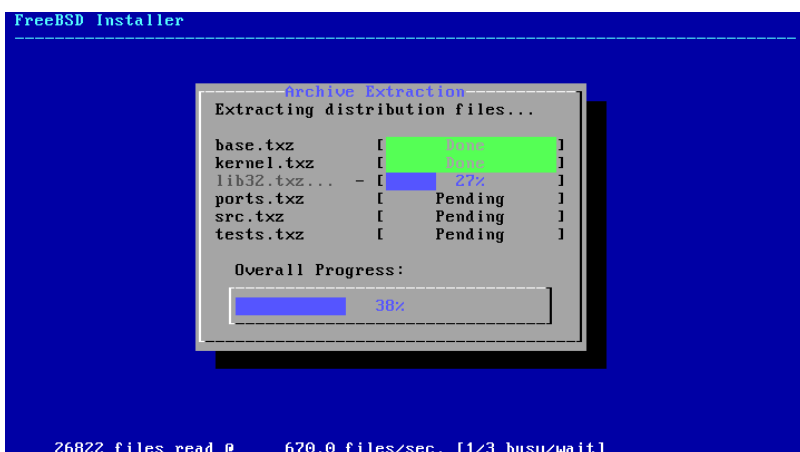 FreeBSD Installer
Archive Extraction
Extracting distribution files...
base.txz [ Done ]
kernel.txz [ Done ]
lib32.txz... - [ 27% ]
ports.txz [ Pending ]
src.txz [ Pending ]
tests.txz [ Pending ]
Overall Progress:
38%
26822 files read @ 670.0 files/sec. [1/3 busy/wait]